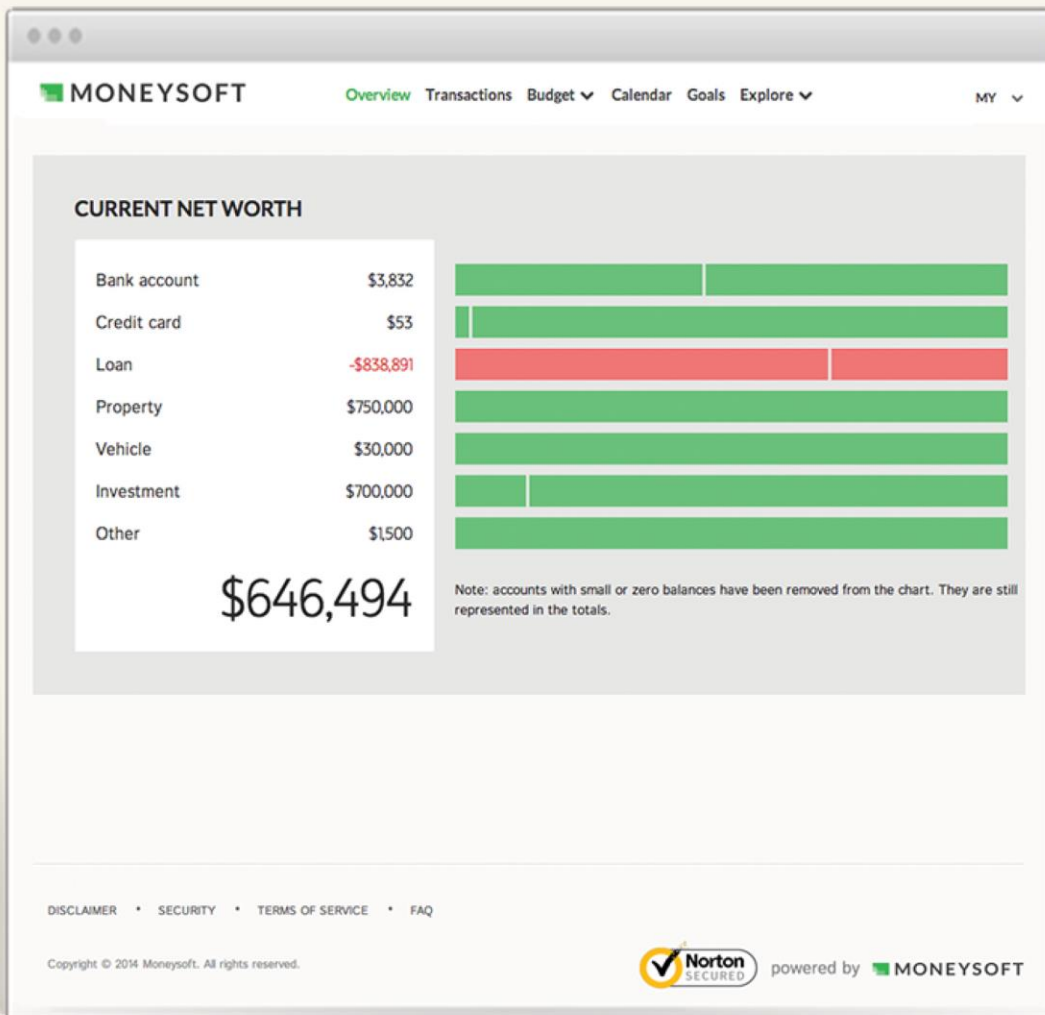 MONEYSOFT Overview Transactions Budget Calendar Goals Explore MY
CURRENT NET WORTH
Bank account $3,832
Credit card $53
Loan -$838,891
Property $750,000
Vehicle $30,000
Investment $700,000
Other $1,500
$646,494
Note: accounts with small or zero balances have been removed from the chart. They are still
represented in the totals.
DISCLAIMER • SECURITY • TERMS OF SERVICE • FAQ
Copyright © 2014 Moneysoft. All rights reserved.
Norton
SECURED
powered by MONEYSOFT